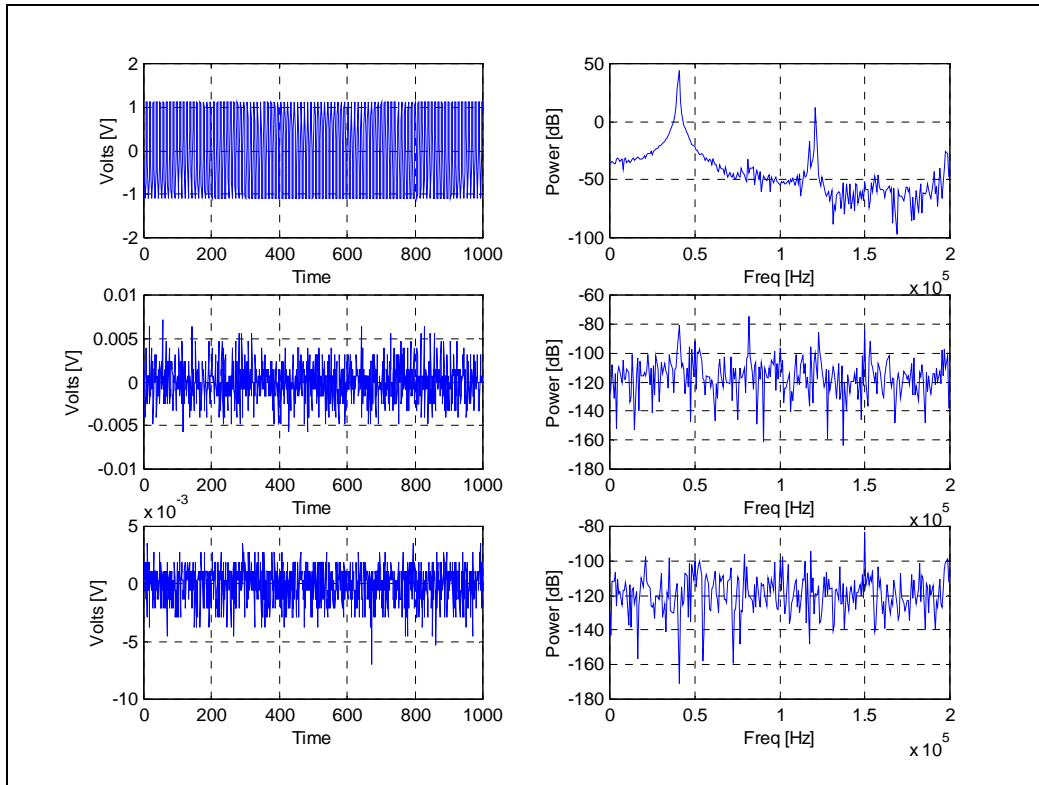 2
1
0
-1
-2
Volts [V]
0 200 400 600 800 1000
Time
50
0
-50
-100
Power [dB]
0 0.5 1 1.5 2
Freq [Hz]
x 10^5
0.01
0.005
0
-0.005
-0.01
Volts [V]
0 200 400 600 800 1000
Time
-60
-80
-100
-120
-140
-160
-180
Power [dB]
0 0.5 1 1.5 2
Freq [Hz]
x 10^5
x 10^-3
5
0
-5
-10
Volts [V]
0 200 400 600 800 1000
Time
-80
-100
-120
-140
-160
-180
Power [dB]
0 0.5 1 1.5 2
Freq [Hz]
x 10^5